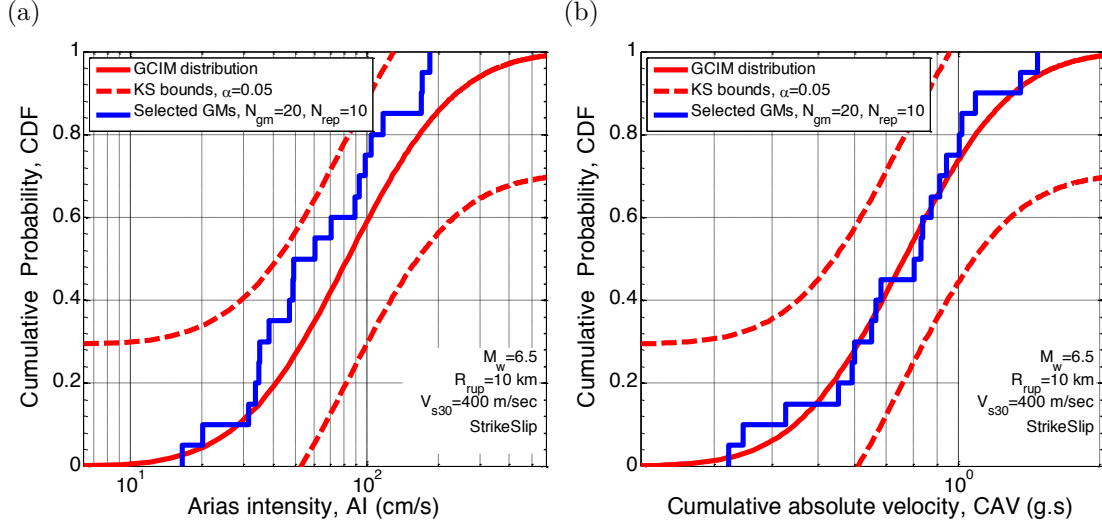 (a)
(b)
1
0.8
0.6
0.4
0.2
0
Cumulative Probability, CDF
GCIM distribution
KS bounds, α=0.05
Selected GMs, N_gm=20, N_rep=10
M_w=6.5
R_rup=10 km
V_s30=400 m/sec
StrikeSlip
10^1
10^2
Arias intensity, AI (cm/s)
1
0.8
0.6
0.4
0.2
0
Cumulative Probability, CDF
GCIM distribution
KS bounds, α=0.05
Selected GMs, N_gm=20, N_rep=10
M_w=6.5
R_rup=10 km
V_s30=400 m/sec
StrikeSlip
10^0
Cumulative absolute velocity, CAV (g.s)